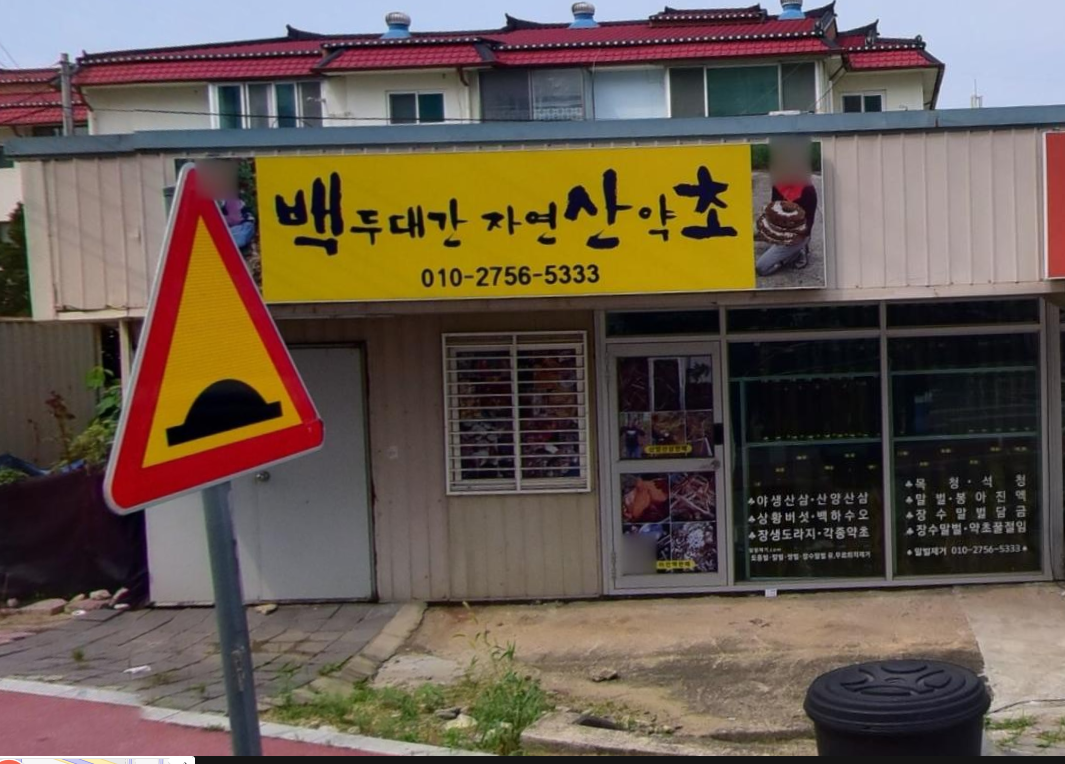 백두대간 자연산약초
010-2756-5333
♣야생산삼·산양산삼
♣상황버섯·백하수오
♣장생도라지·각종약초
♣목청·석청
♣말벌·봉아진액
♣장수말벌담금
♣장수말벌·약초꿀절임
♠말벌제거 010-2756-5333♠